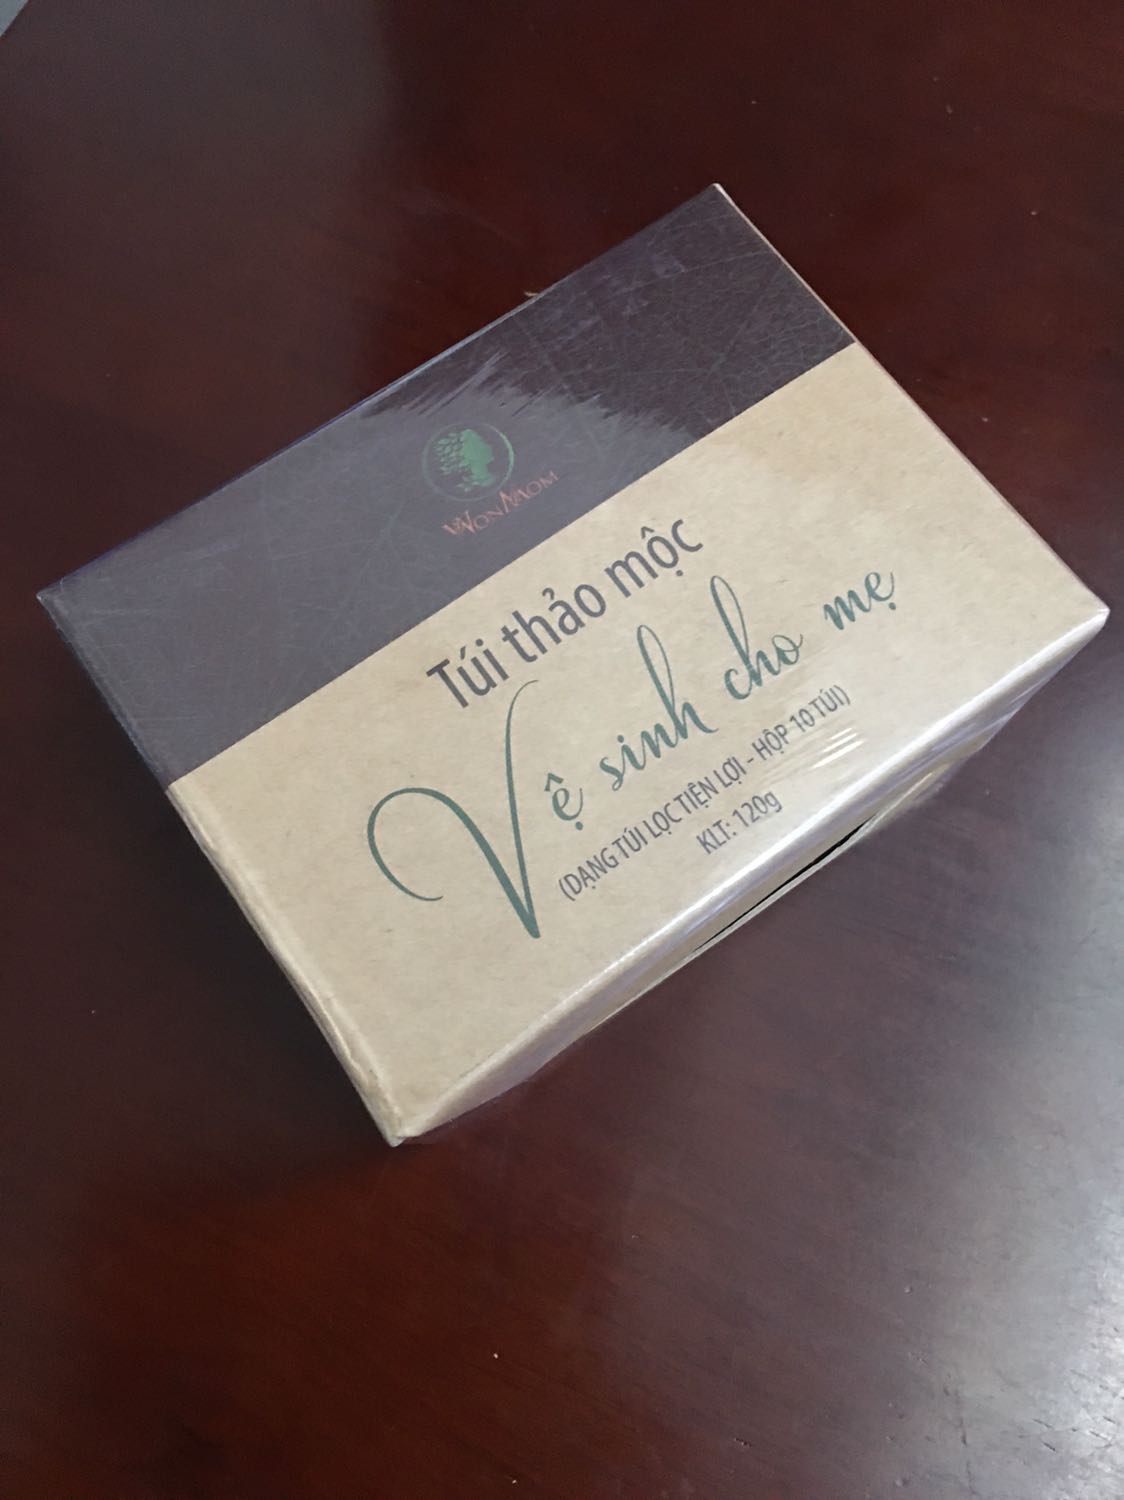 WONMOM
Túi thảo mộc
Vệ sinh cho mẹ
(DẠNG TÚI LỌC TIỆN LỢI - HỘP 10 TÚI)
KLT: 120g